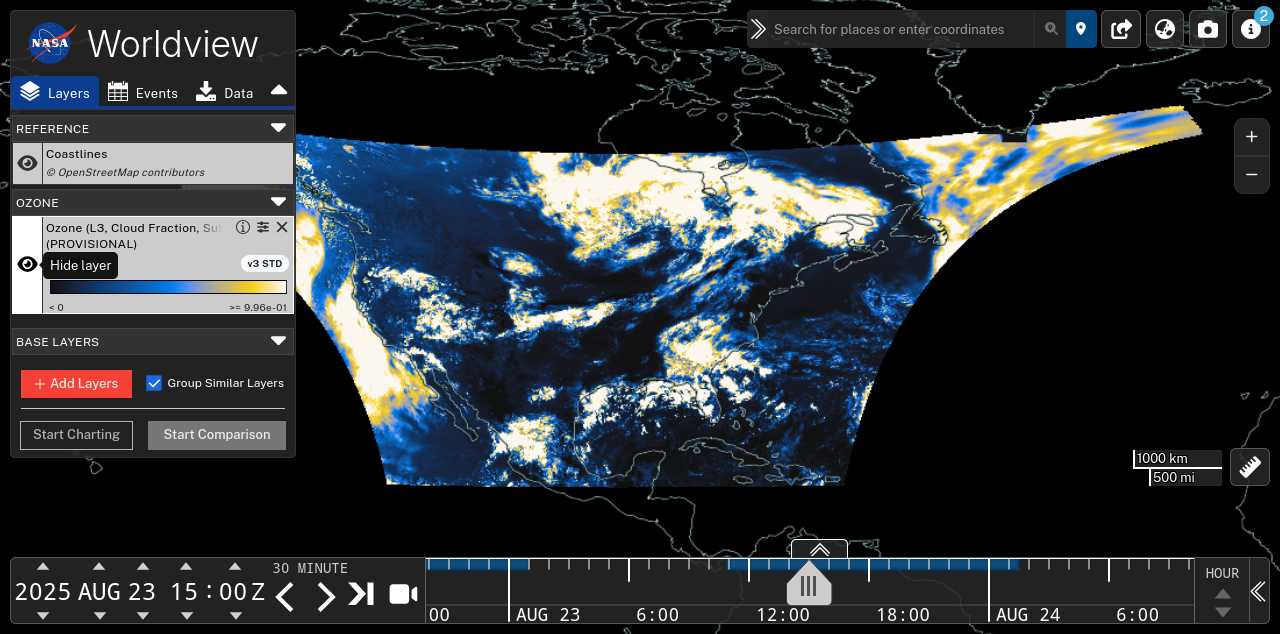 NASA
Worldview
Layers
Events
Data
REFERENCE
Coastlines
© OpenStreetMap contributors
OZONE
Ozone (L3, Cloud Fraction, Su
(PROVISIONAL)
Hide layer
v3 STD
< 0
>= 9.96e-01
BASE LAYERS
+ Add Layers
Group Similar Layers
Start Charting
Start Comparison
Search for places or enter coordinates
2
+
−
1000 km
500 mi
2025 AUG 23 15 : 00 Z
30 MINUTE
00
AUG 23
6:00
12:00
18:00
AUG 24
6:00
HOUR